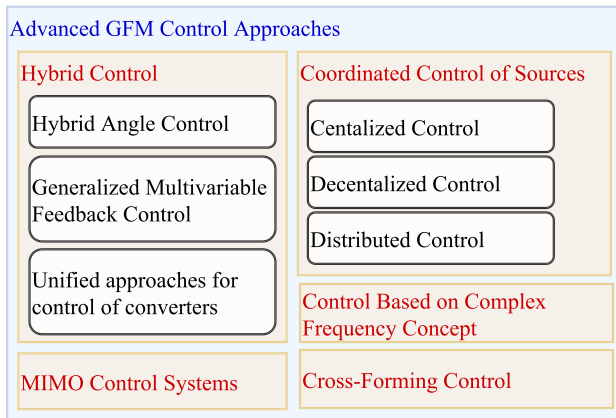 Advanced GFM Control Approaches
Hybrid Control
Hybrid Angle Control
Generalized Multivariable
Feedback Control
Unified approaches for
control of converters
MIMO Control Systems
Coordinated Control of Sources
Centalized Control
Decentalized Control
Distributed Control
Control Based on Complex
Frequency Concept
Cross-Forming Control